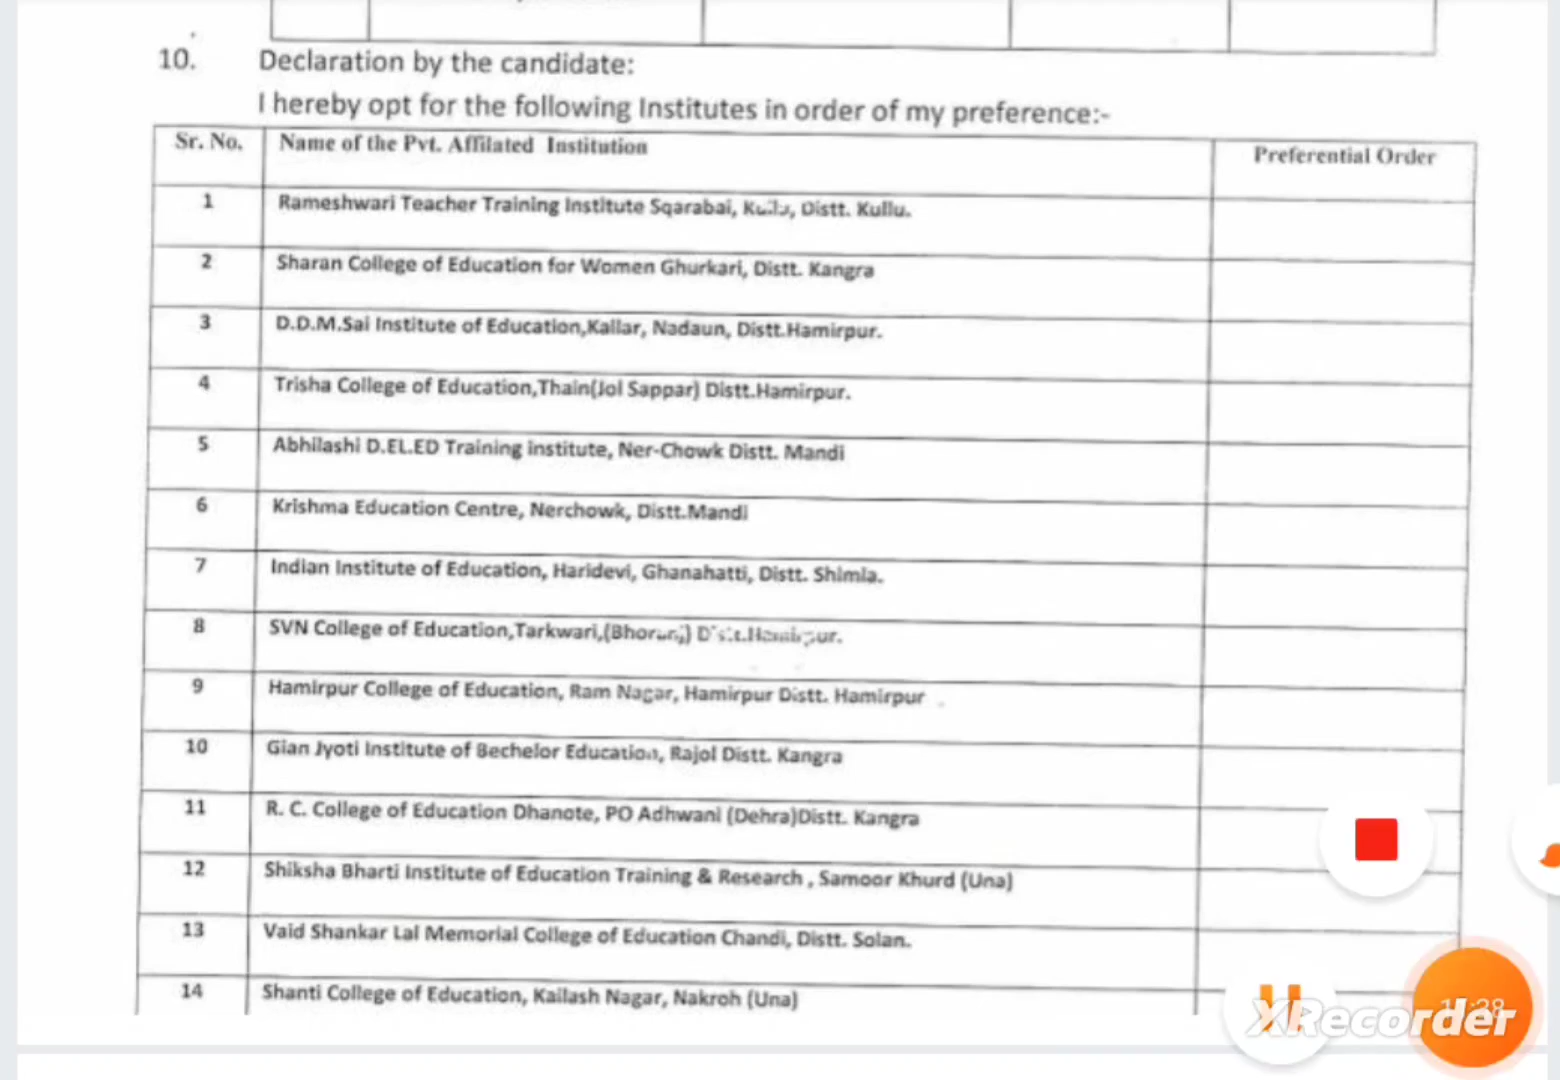 10. Declaration by the candidate:
I hereby opt for the following Institutes in order of my preference:-
Sr. No. Name of the Pvt. Affilated Institution Preferential Order
1 Rameshwari Teacher Training Institute Sqarabai, Distt. Kullu.
2 Sharan College of Education for Women Ghurkari, Distt. Kangra
3 D.D.M.Sai Institute of Education,Kallar, Nadaun, Distt.Hamirpur.
4 Trisha College of Education,Thain(Jol Sappar) Distt.Hamirpur.
5 Abhilashi D.EL.ED Training institute, Ner-Chowk Distt. Mandi
6 Krishma Education Centre, Nerchowk, Distt.Mandi
7 Indian Institute of Education, Haridevi, Ghanahatti, Distt. Shimla.
8 SVN College of Education,Tarkwari,
9 Hamirpur College of Education, Ram Nagar, Hamirpur Distt. Hamirpur
10 Gian Jyoti Institute of Bechelor Education, Rajol Distt. Kangra
11 R. C. College of Education Dhanote, PO Adhwani (Dehra)Distt. Kangra
12 Shiksha Bharti Institute of Education Training & Research , Samoor Khurd (Una)
13 Vaid Shankar Lal Memorial College of Education Chandi, Distt. Solan.
14 Shanti College of Education, Kailash Nagar, Nakroh (Una)
XRecorder